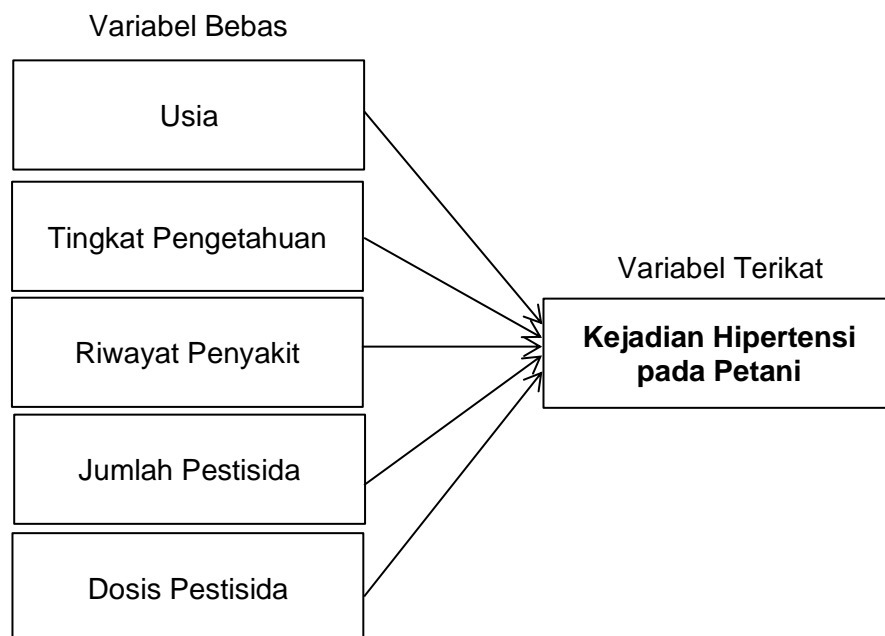 Variabel Bebas
Usia
Tingkat Pengetahuan
Riwayat Penyakit
Jumlah Pestisida
Dosis Pestisida
Variabel Terikat
Kejadian Hipertensi
pada Petani